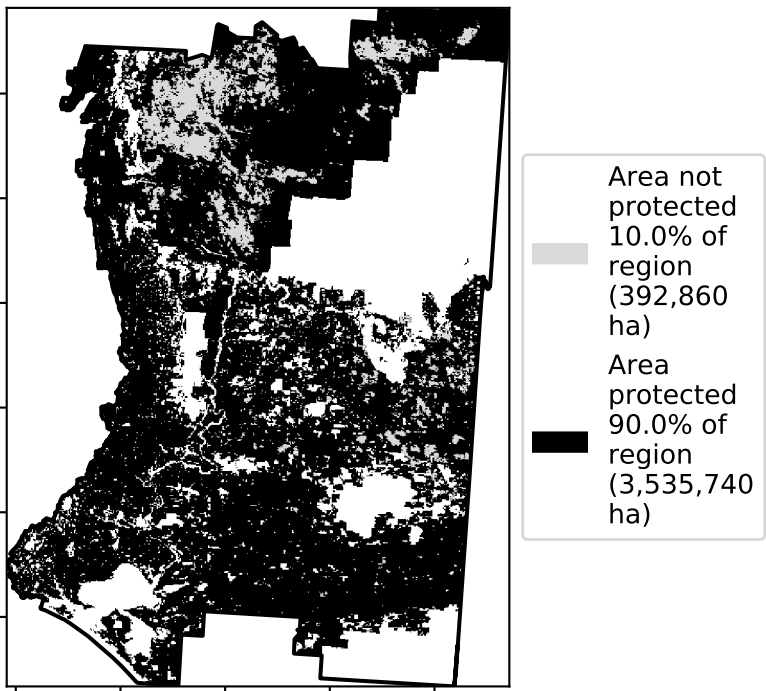 Area not
protected
10.0% of
region
(392,860
ha)
Area
protected
90.0% of
region
(3,535,740
ha)